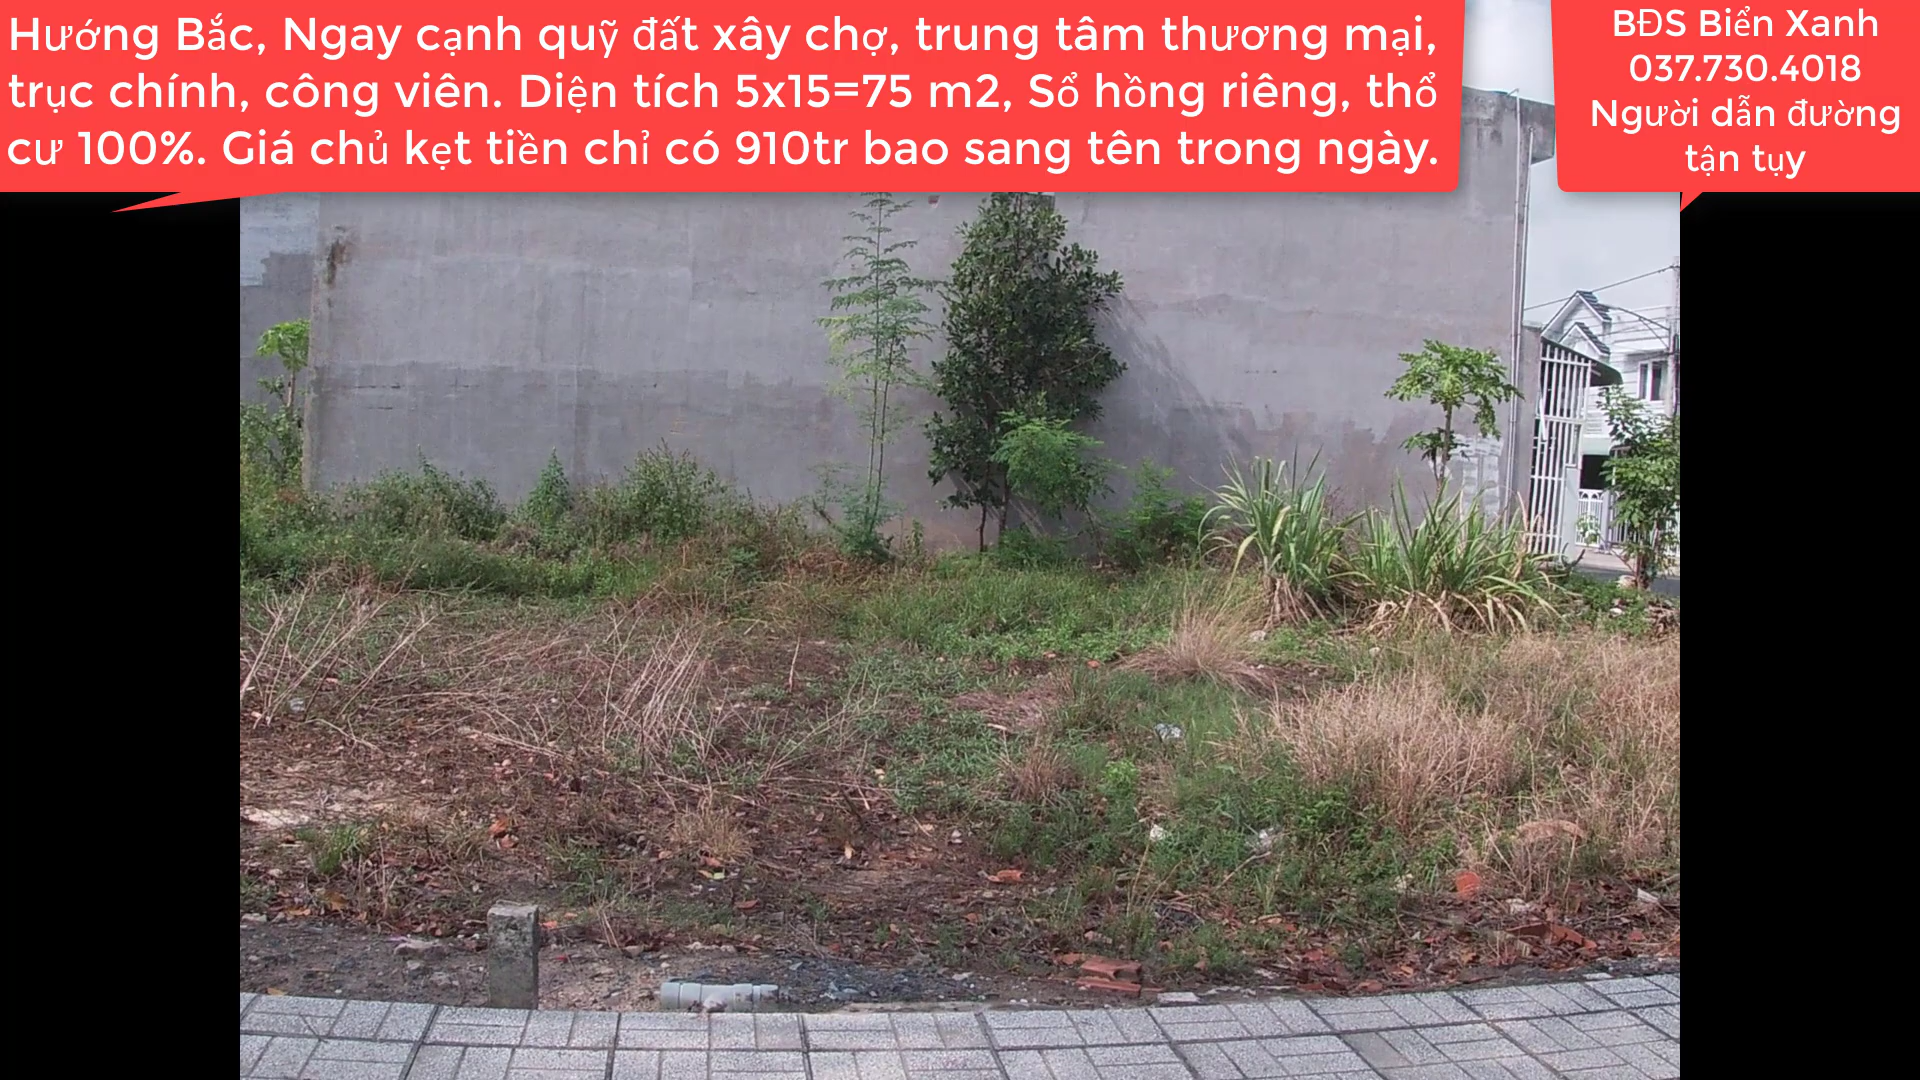 Hướng Bắc, Ngay cạnh quỹ đất xây chợ, trung tâm thương mại,
trục chính, công viên. Diện tích 5x15=75 m2, Sổ hồng riêng, thổ
cư 100%. Giá chủ kẹt tiền chỉ có 910tr bao sang tên trong ngày.
BĐS Biển Xanh
037.730.4018
Người dẫn đường
tận tụy